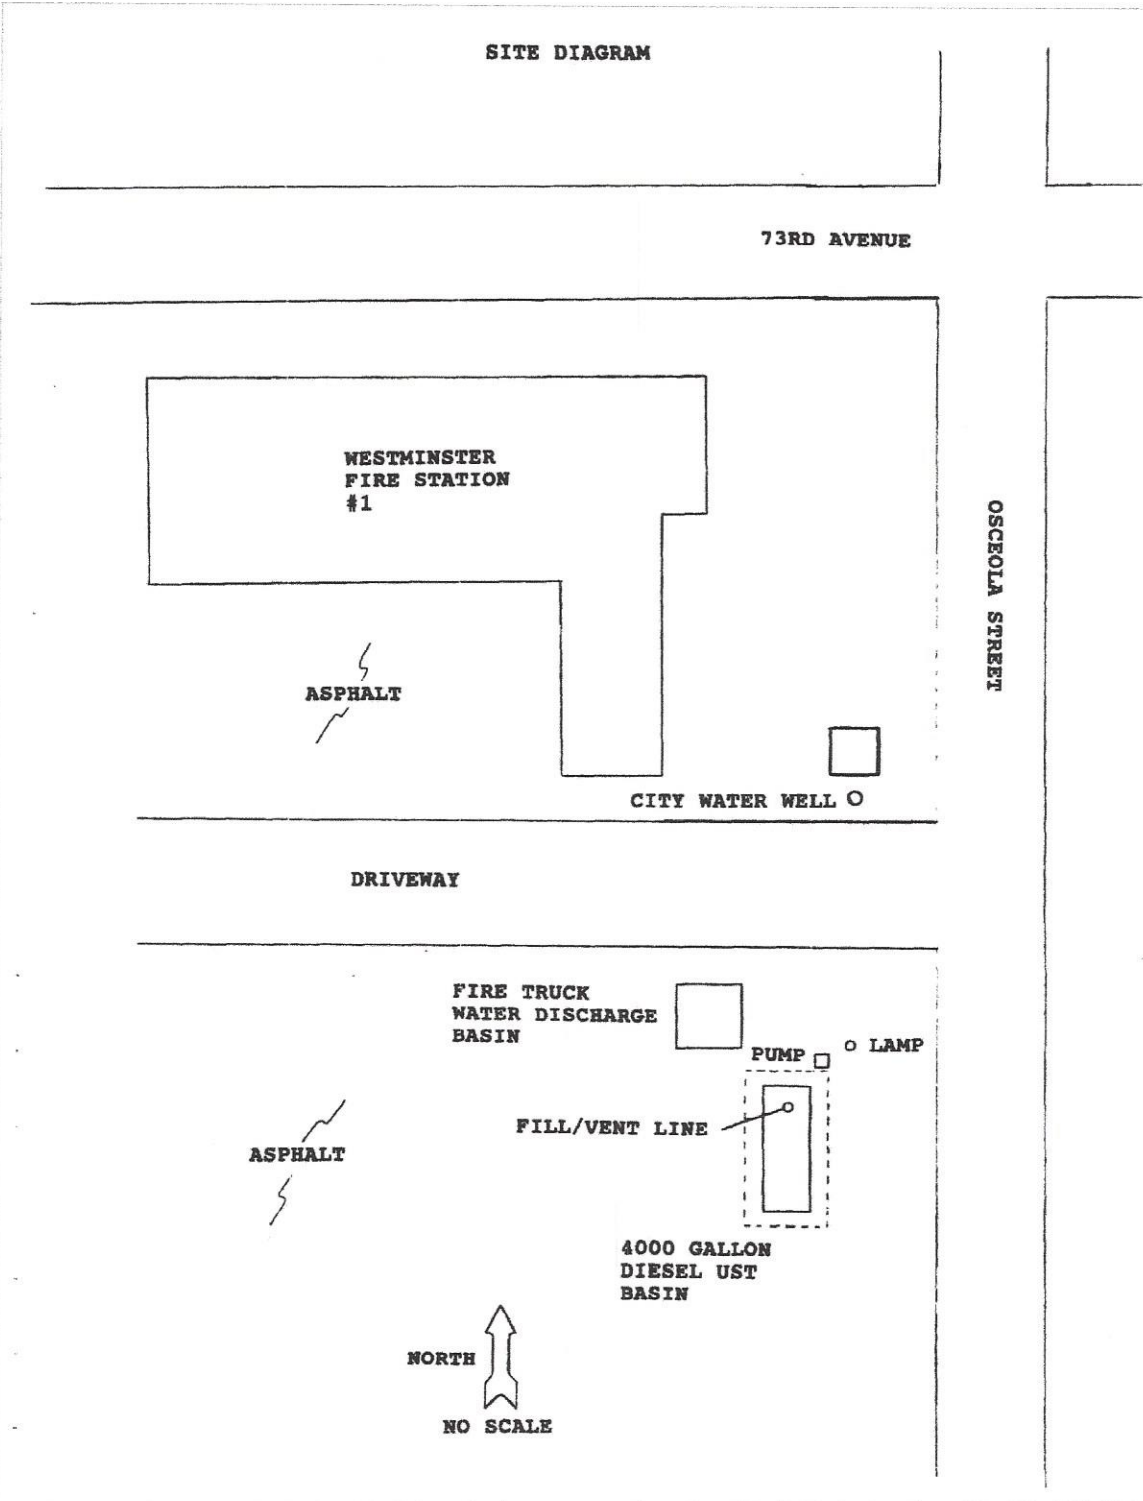 SITE DIAGRAM
73RD AVENUE
WESTMINSTER
FIRE STATION
#1
OSCEOLA STREET
ASPHALT
CITY WATER WELL
DRIVEWAY
FIRE TRUCK
WATER DISCHARGE
BASIN
PUMP
LAMP
FILL/VENT LINE
ASPHALT
4000 GALLON
DIESEL UST
BASIN
NORTH
NO SCALE